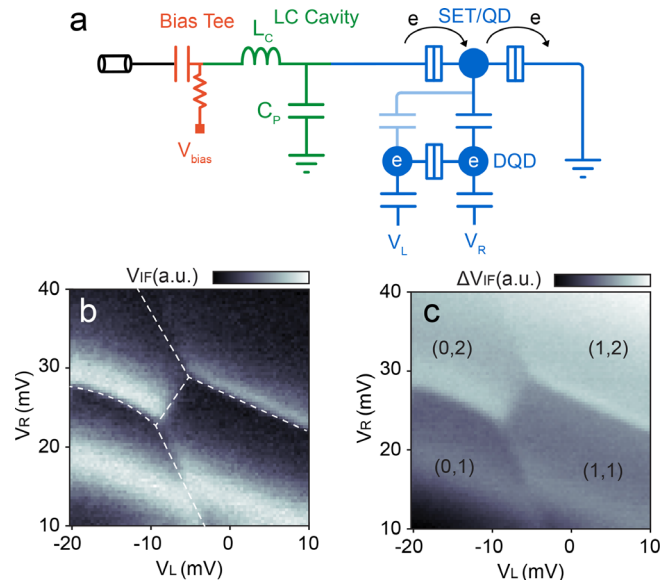 a
Bias Tee
LC Cavity
L_C
C_P
V_bias
e
SET/QD
e
e
e
DQD
V_L
V_R
V_IF(a.u.)
b
40
30
20
10
V_R (mV)
-20
-10
0
10
V_L (mV)
ΔV_IF(a.u.)
c
40
30
20
10
V_R (mV)
(0,2)
(1,2)
(0,1)
(1,1)
-20
-10
0
10
V_L (mV)